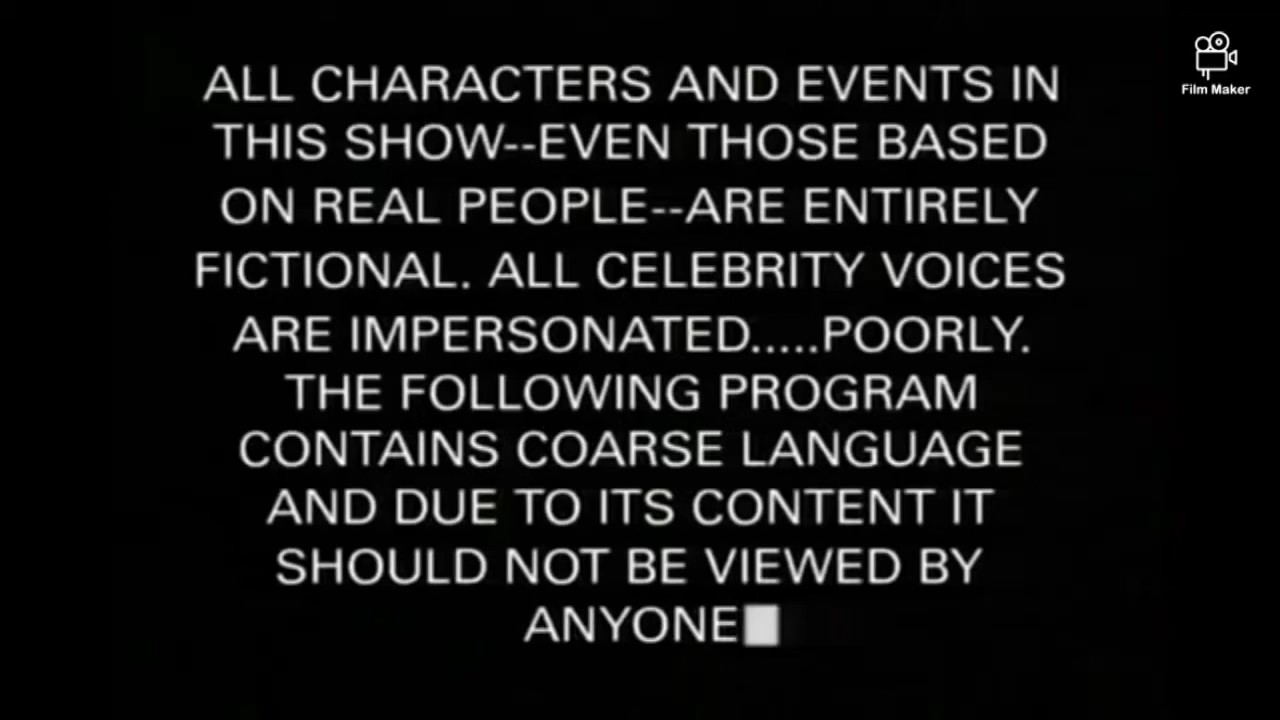 ALL CHARACTERS AND EVENTS IN
THIS SHOW--EVEN THOSE BASED
ON REAL PEOPLE--ARE ENTIRELY
FICTIONAL. ALL CELEBRITY VOICES
ARE IMPERSONATED.....POORLY.
THE FOLLOWING PROGRAM
CONTAINS COARSE LANGUAGE
AND DUE TO ITS CONTENT IT
SHOULD NOT BE VIEWED BY
ANYONE
Film Maker